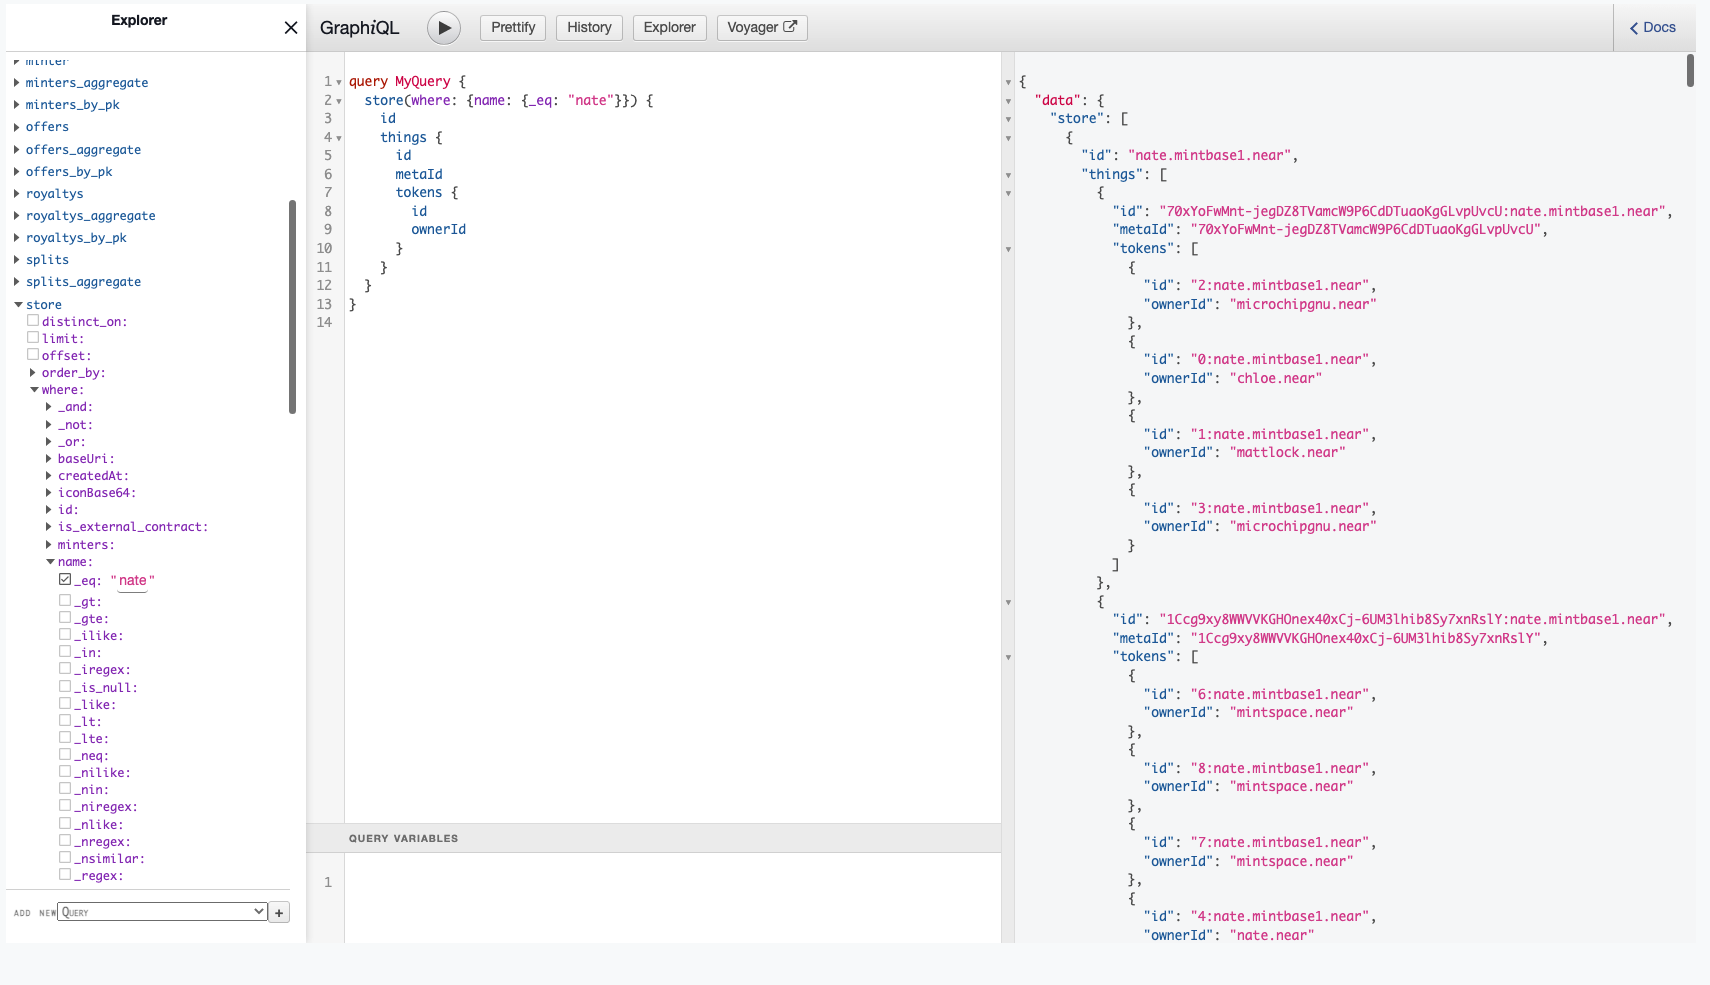 Explorer
minter
minters_aggregate
minters_by_pk
offers
offers_aggregate
offers_by_pk
royaltys
royaltys_aggregate
royaltys_by_pk
splits
splits_aggregate
store
distinct_on:
limit:
offset:
order_by:
where:
_and:
_not:
_or:
baseUri:
createdAt:
iconBase64:
id:
is_external_contract:
minters:
name:
_eq: "nate"
_gt:
_gte:
_ilike:
_in:
_iregex:
_is_null:
_like:
_lt:
_lte:
_neq:
_nilike:
_nin:
_niregex:
_nlike:
_nregex:
_nsimilar:
_regex:
ADD NEW Query +
GraphiQL Prettify History Explorer Voyager Docs
1 query MyQuery {
2 store(where: {name: {_eq: "nate"}}) {
3 id
4 things {
5 id
6 metaId
7 tokens {
8 id
9 ownerId
10 }
11 }
12 }
13 }
14
QUERY VARIABLES
1
{
"data": {
"store": [
{
"id": "nate.mintbase1.near",
"things": [
{
"id": "70xYoFwMnt-jegDZ8TVamcW9P6CdDTuaoKgGLvpUvcU:nate.mintbase1.near",
"metaId": "70xYoFwMnt-jegDZ8TVamcW9P6CdDTuaoKgGLvpUvcU",
"tokens": [
{
"id": "2:nate.mintbase1.near",
"ownerId": "microchipgnu.near"
},
{
"id": "0:nate.mintbase1.near",
"ownerId": "chloe.near"
},
{
"id": "1:nate.mintbase1.near",
"ownerId": "mattlock.near"
},
{
"id": "3:nate.mintbase1.near",
"ownerId": "microchipgnu.near"
}
]
},
{
"id": "1Ccg9xy8WWVVKGHOnex40xCj-6UM3lhib8Sy7xnRslY:nate.mintbase1.near",
"metaId": "1Ccg9xy8WWVVKGHOnex40xCj-6UM3lhib8Sy7xnRslY",
"tokens": [
{
"id": "6:nate.mintbase1.near",
"ownerId": "mintspace.near"
},
{
"id": "8:nate.mintbase1.near",
"ownerId": "mintspace.near"
},
{
"id": "7:nate.mintbase1.near",
"ownerId": "mintspace.near"
},
{
"id": "4:nate.mintbase1.near",
"ownerId": "nate.near"